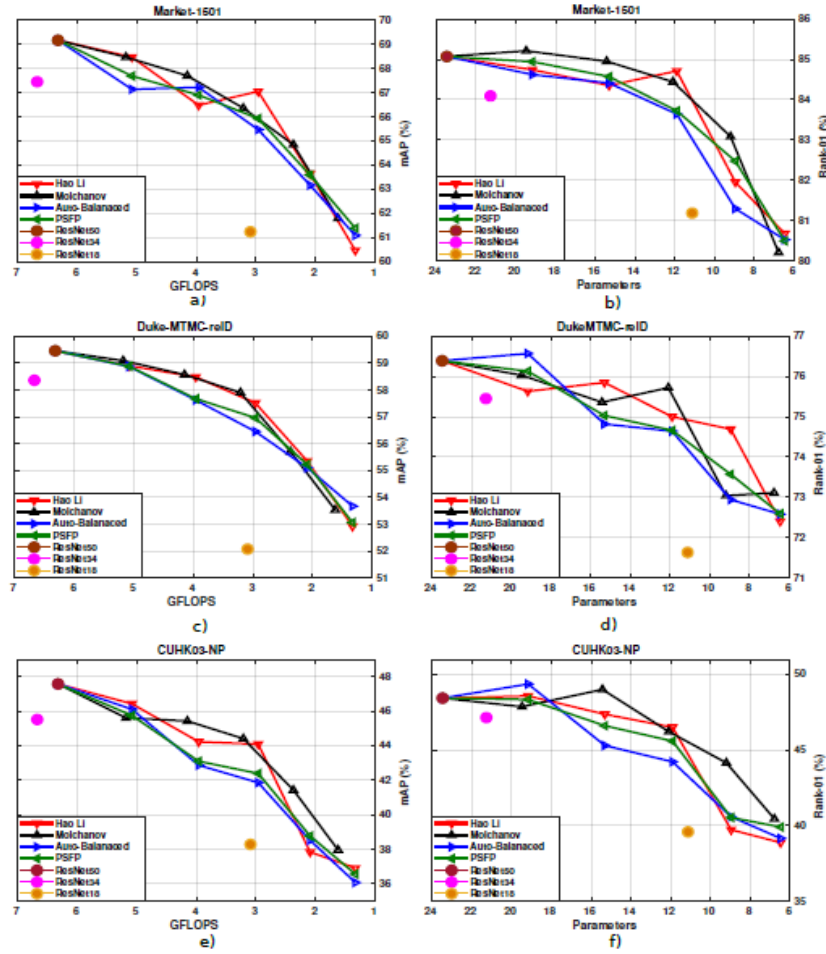 Market-1501
70
69
68
67
66
65
64
63
62
61
60
mAP (%)
Hao Li
Molchanov
Auto-Balanaced
PSFP
ResNet50
ResNet34
ResNet18
7 6 5 4 3 2 1
GFLOPS
a)
Market-1501
86
85
84
83
82
81
80
Rank-01 (%)
Hao Li
Molchanov
Auto-Balanaced
PSFP
ResNet50
ResNet34
ResNet18
24 22 20 18 16 14 12 10 8 6
Parameters
b)
Duke-MTMC-reID
60
59
58
57
56
55
54
53
52
51
mAP (%)
Hao Li
Molchanov
Auto-Balanaced
PSFP
ResNet50
ResNet34
ResNet18
7 6 5 4 3 2 1
GFLOPS
c)
DukeMTMC-reID
77
76
75
74
73
72
71
Rank-01 (%)
Hao Li
Molchanov
Auto-Balanaced
PSFP
ResNet50
ResNet34
ResNet18
24 22 20 18 16 14 12 10 8 6
Parameters
d)
CUHK03-NP
48
46
44
42
40
38
36
mAP (%)
Hao Li
Molchanov
Auto-Balanaced
PSFP
ResNet50
ResNet34
ResNet18
7 6 5 4 3 2 1
GFLOPS
e)
CUHK03-NP
50
45
40
35
Rank-01 (%)
Hao Li
Molchanov
Auto-Balanaced
PSFP
ResNet50
ResNet34
ResNet18
24 22 20 18 16 14 12 10 8 6
Parameters
f)